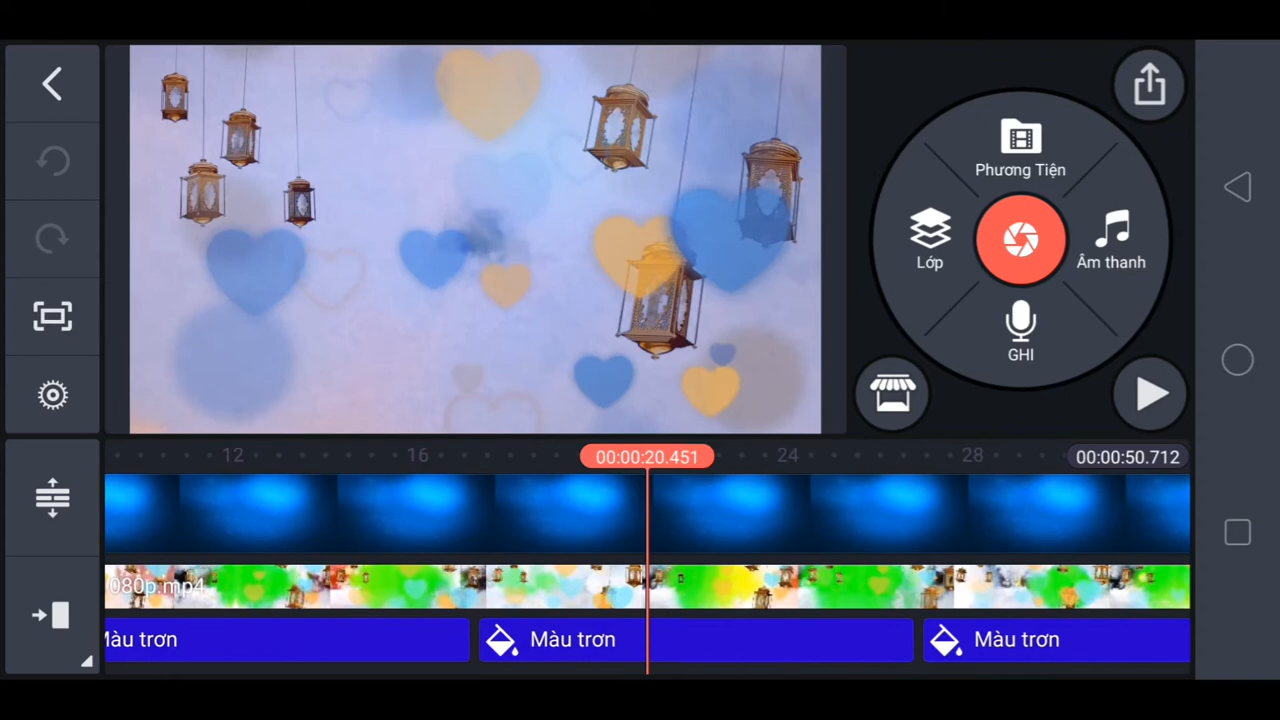 Phương Tiện
Lớp
Âm thanh
GHI
12
16
00:00:20.451
24
28
00:00:50.712
080p.mp4
Màu trơn
Màu trơn
Màu trơn